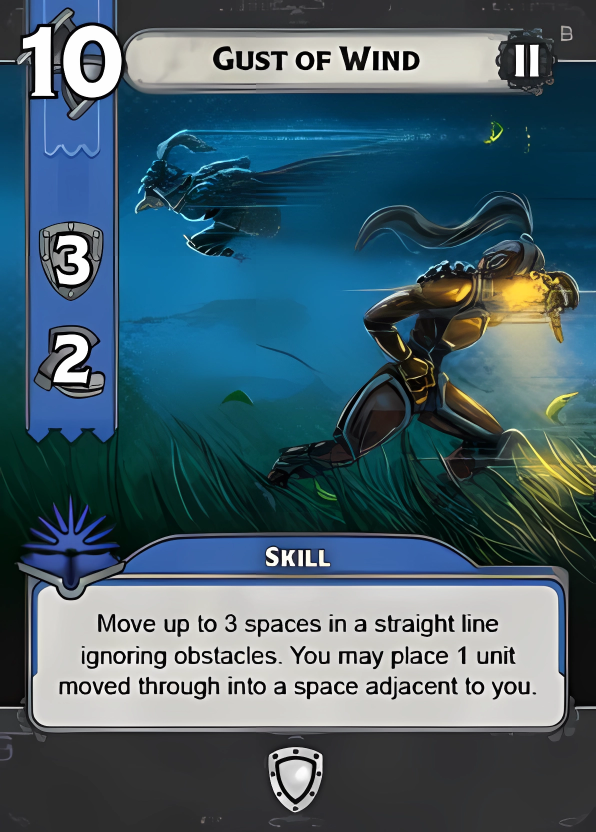 10
GUST OF WIND
II
B
3
2
SKILL
Move up to 3 spaces in a straight line
ignoring obstacles. You may place 1 unit
moved through into a space adjacent to you.